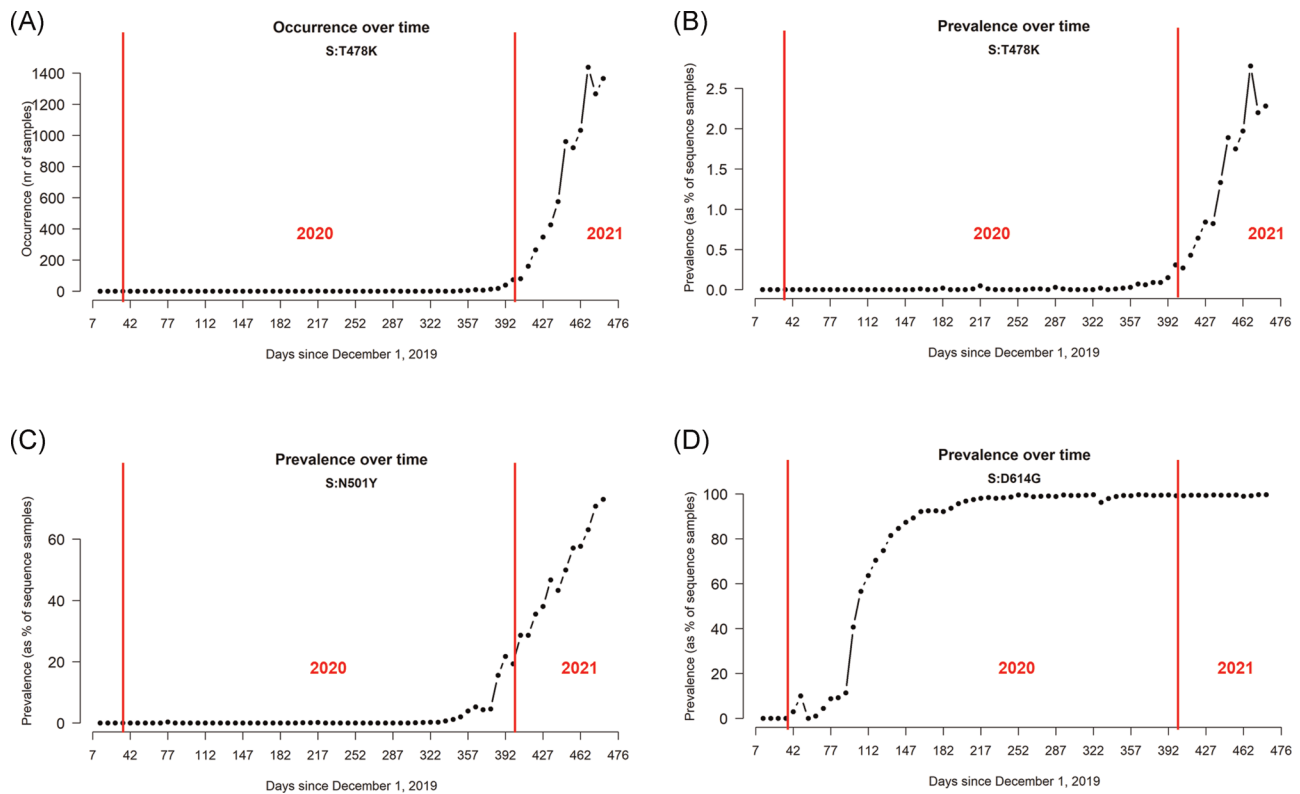 (A)
Occurrence over time
S:T478K
Occurrence (nr of samples)
1400
1200
1000
800
600
400
200
0
2020
2021
7 42 77 112 147 182 217 252 287 322 357 392 427 462 476
Days since December 1, 2019
(B)
Prevalence over time
S:T478K
Prevalence (as % of sequence samples)
2.5
2.0
1.5
1.0
0.5
0.0
2020
2021
7 42 77 112 147 182 217 252 287 322 357 392 427 462 476
Days since December 1, 2019
(C)
Prevalence over time
S:N501Y
Prevalence (as % of sequence samples)
60
40
20
0
2020
2021
7 42 77 112 147 182 217 252 287 322 357 392 427 462 476
Days since December 1, 2019
(D)
Prevalence over time
S:D614G
Prevalence (as % of sequence samples)
100
80
60
40
20
0
2020
2021
7 42 77 112 147 182 217 252 287 322 357 392 427 462 476
Days since December 1, 2019